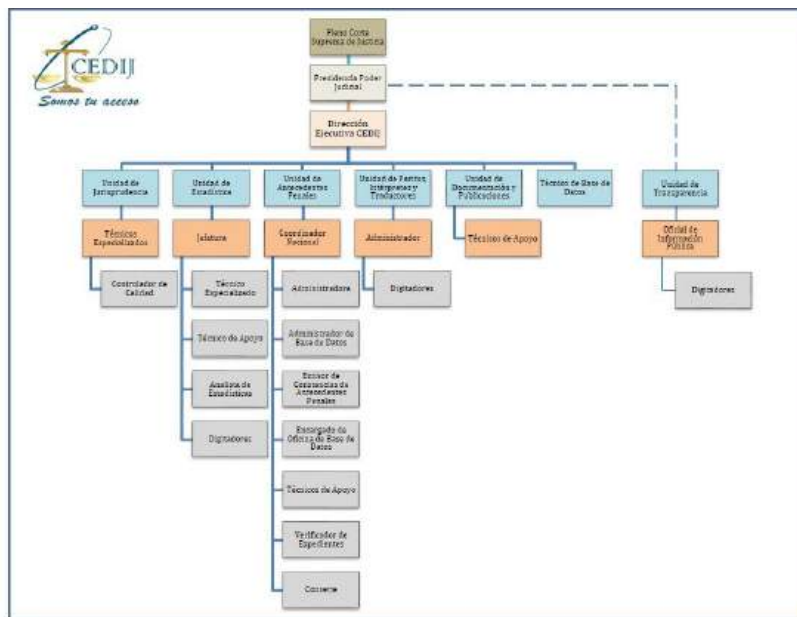 CEDIJ
Somos tu acceso
Pleno Corte
Suprema de Justicia
Presidencia Poder
Judicial
Dirección
Ejecutiva CEDIJ
Unidad de
Jurisprudencia
Unidad de
Estadística
Unidad de
Antecedentes
Penales
Unidad de Peritos,
Intérpretes y
Traductores
Unidad de
Documentación y
Publicaciones
Técnico de Base de
Datos
Unidad de
Transparencia
Técnicos
Especializados
Jefatura
Coordinador
Regional
Administrador
Técnicos de Apoyo
Oficial de
Información
Pública
Controlador de
Calidad
Técnico
Especializado
Administradora
Digitadores
Digitadores
Técnico de Apoyo
Administrador de
Base de Datos
Analista de
Estadísticas
Emisor de
Constancias de
Antecedentes
Penales
Digitadores
Encargado de
Oficina de Base de
Datos
Técnicos de Apoyo
Verificador de
Expedientes
Conserje